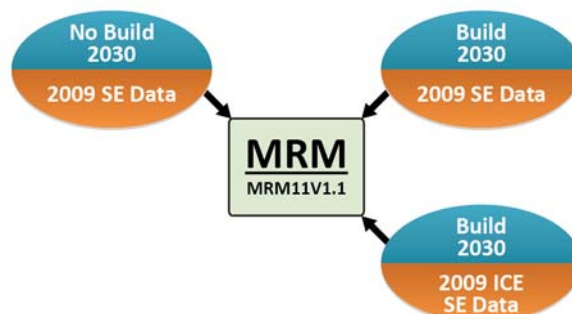 No Build
2030
2009 SE Data
Build
2030
2009 SE Data
MRM
MRM11V1.1
Build
2030
2009 ICE
SE Data